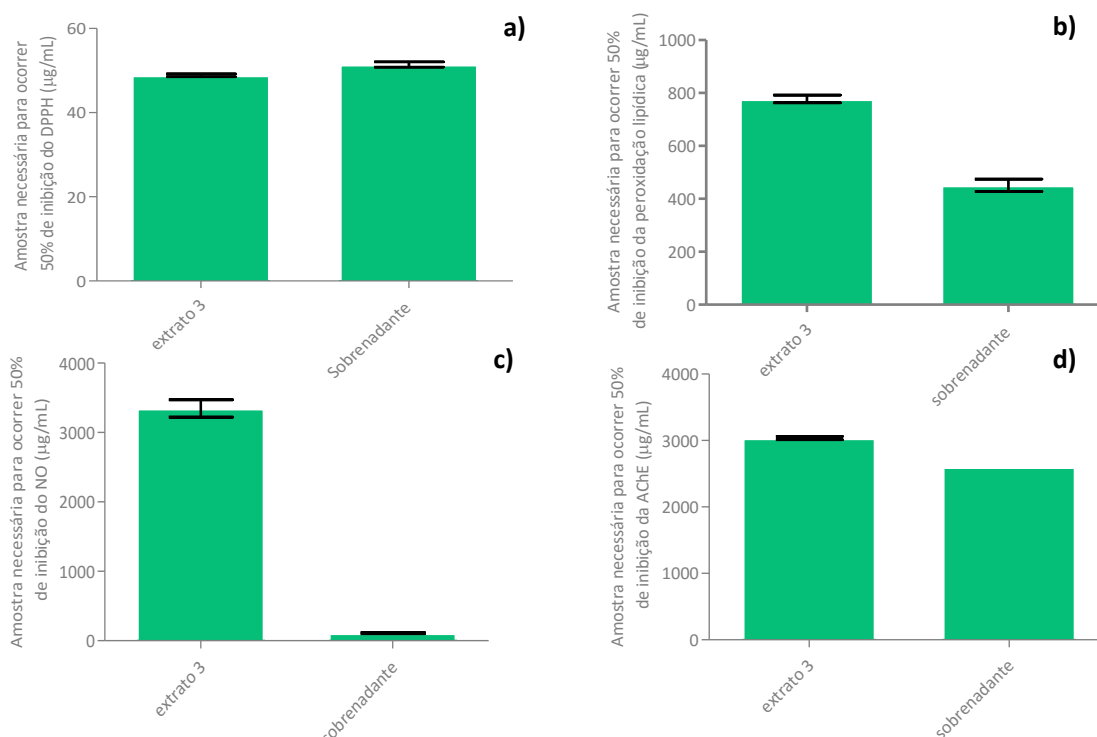 a)
Amostra necessária para ocorrer
50% de inibição do DPPH (µg/mL)
60
40
20
0
extrato 3
Sobrenadante
b)
Amostra necessária para ocorrer 50%
de inibição da peroxidação lipídica (µg/mL)
1000
800
600
400
200
0
extrato 3
sobrenadante
c)
Amostra necessária para ocorrer 50%
de inibição do NO (µg/mL)
4000
3000
2000
1000
0
extrato 3
sobrenadante
d)
Amostra necessária para ocorrer 50%
de inibição da AChE (µg/mL)
4000
3000
2000
1000
0
extrato 3
sobrenadante